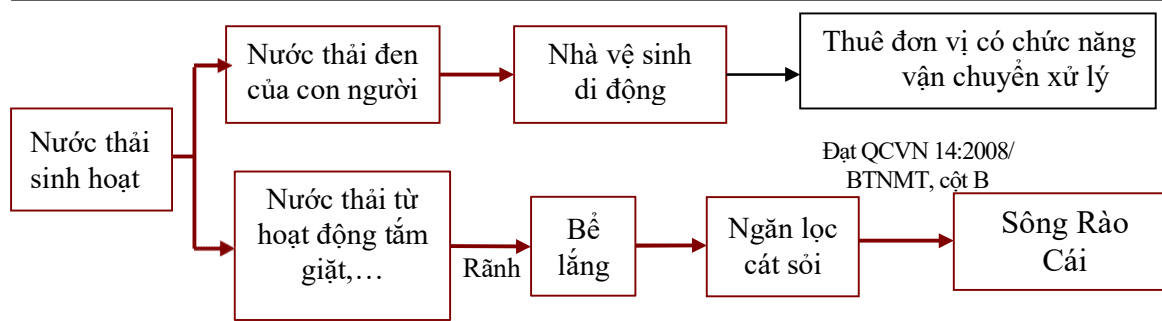 Nước thải
sinh hoạt
Nước thải đen
của con người
Nhà vệ sinh
di động
Thuê đơn vị có chức năng
vận chuyển xử lý
Nước thải từ
hoạt động tắm
giặt,…
Rãnh
Bể
lắng
Ngăn lọc
cát sỏi
Đạt QCVN 14:2008/
BTNMT, cột B
Sông Rào
Cái